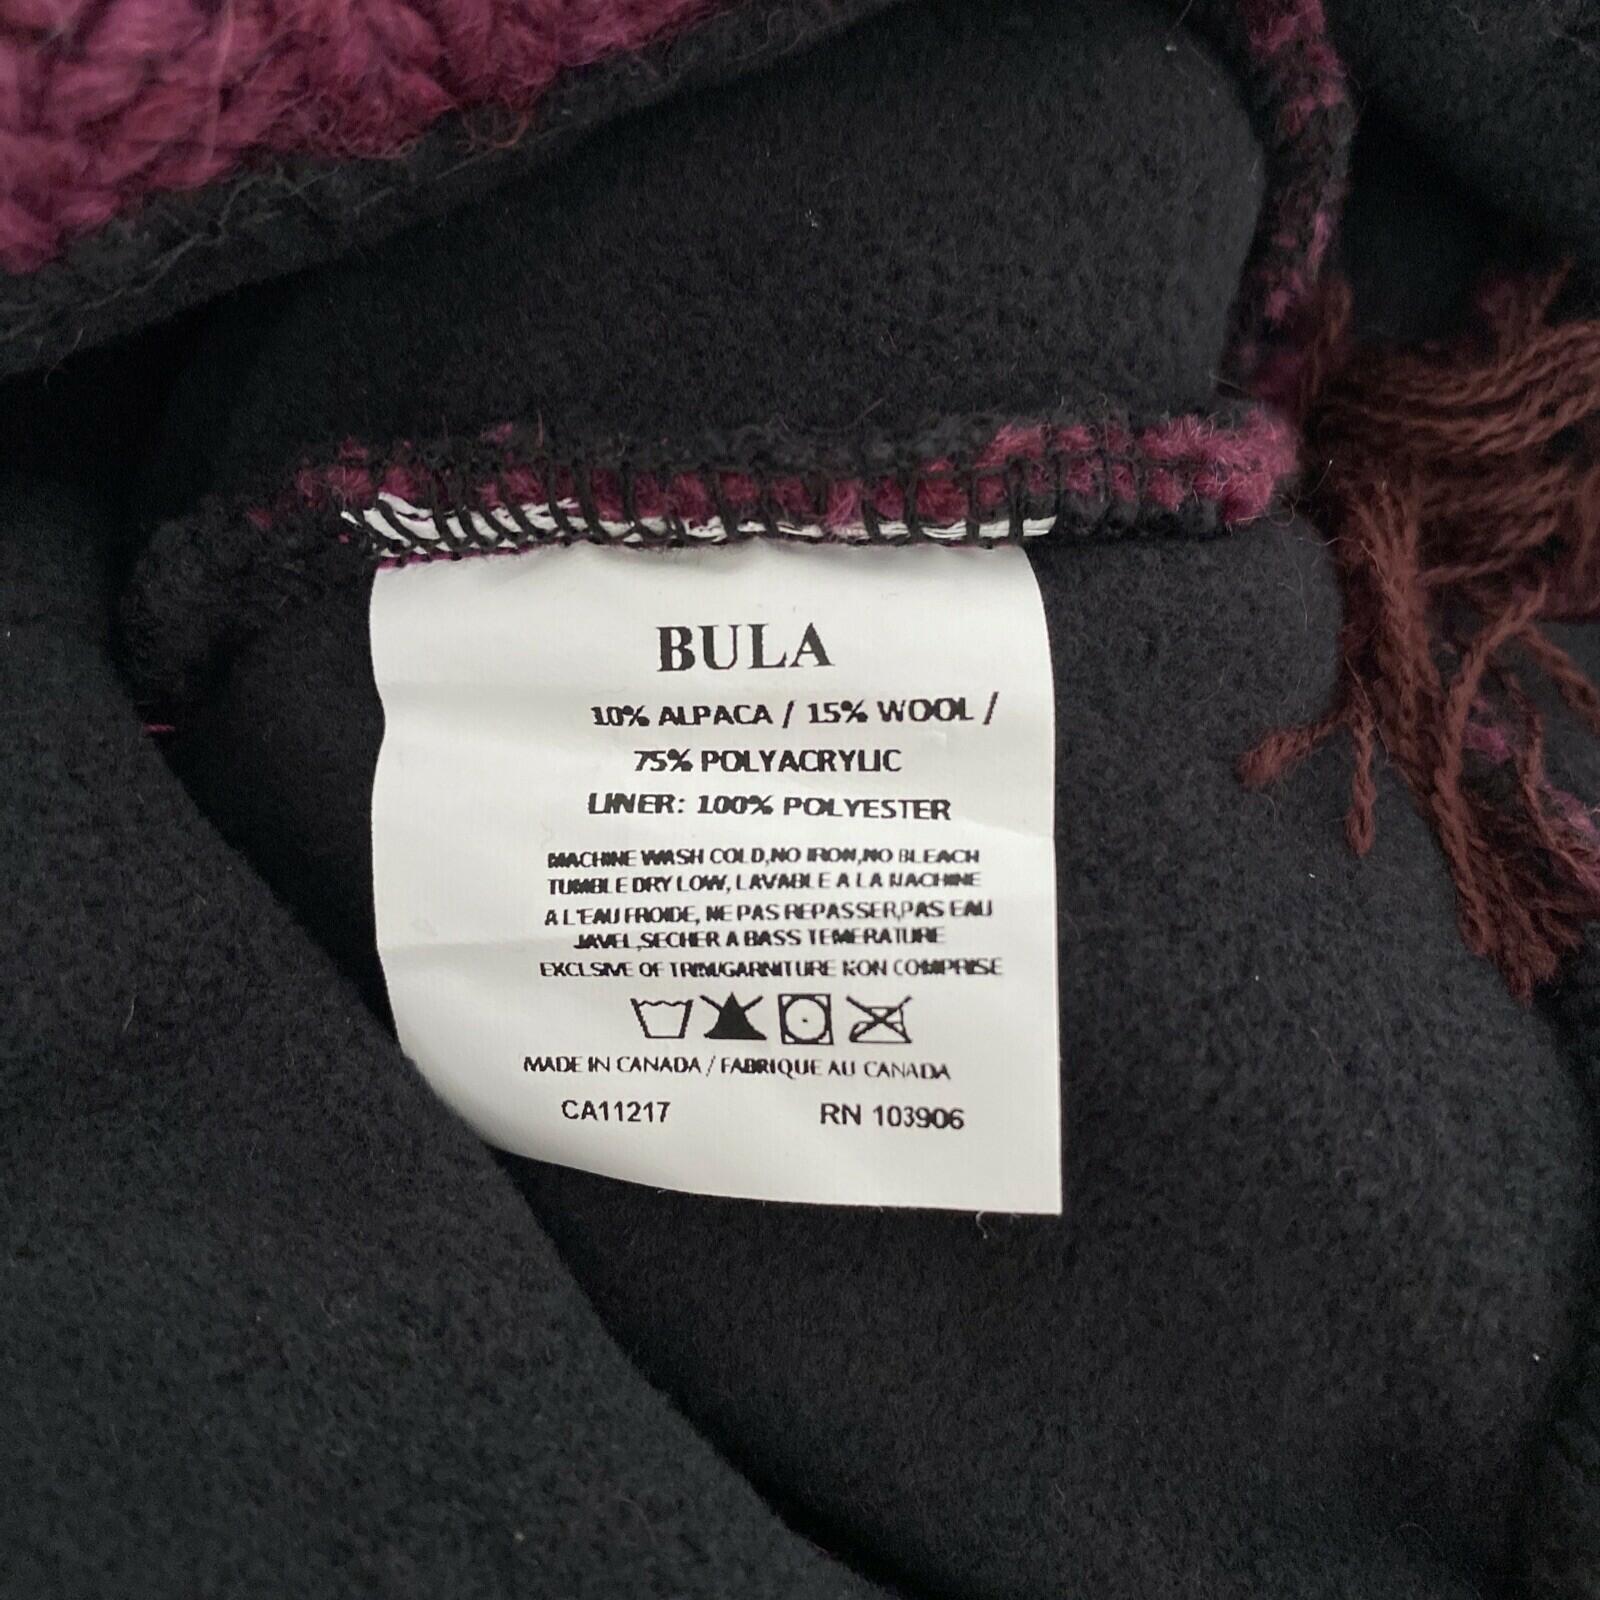 BULA
10% ALPACA / 15% WOOL /
75% POLYACRYLIC
LINER: 100% POLYESTER
MACHINE WASH COLD,NO IRON,NO BLEACH
TUMBLE DRY LOW, LAVABLE A LA MACHINE
A L'EAU FROIDE, NE PAS REPASSER,PAS EAU
JAVEL,SECHER A BASS TEMERATURE
EXCLSIVE OF TRIM/GARNITURE NON COMPRISE
MADE IN CANADA / FABRIQUE AU CANADA
CA11217 RN 103906